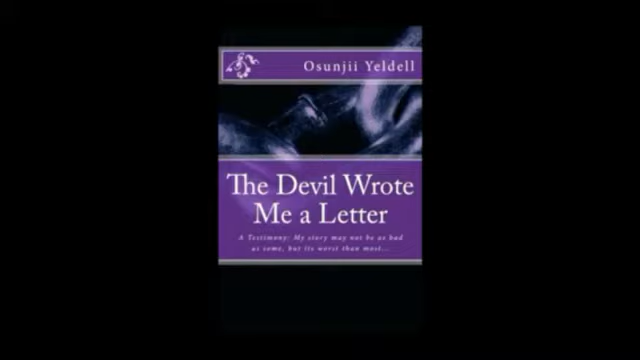 Osunjii Yeldell
The Devil Wrote
Me a Letter
A Testimony: My story may not be as bad
as some, but its worst than most...